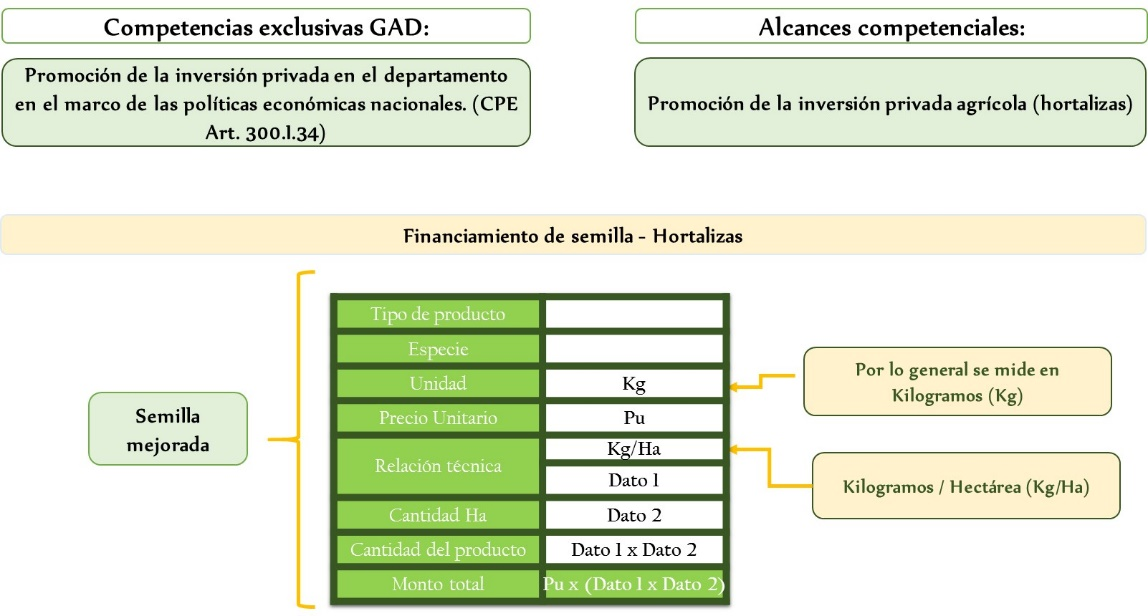 Competencias exclusivas GAD:
Alcances competenciales:
Promoción de la inversión privada en el departamento
en el marco de las políticas económicas nacionales. (CPE
Art. 300.I.34)
Promoción de la inversión privada agrícola (hortalizas)
Financiamiento de semilla - Hortalizas
Semilla
mejorada
Tipo de producto
Especie
Unidad
Kg
Precio Unitario
Pu
Relación técnica
Kg/Ha
Dato 1
Cantidad Ha
Dato 2
Cantidad del producto
Dato 1 x Dato 2
Monto total
Pu x (Dato 1 x Dato 2)
Por lo general se mide en
Kilogramos (Kg)
Kilogramos / Hectárea (Kg/Ha)